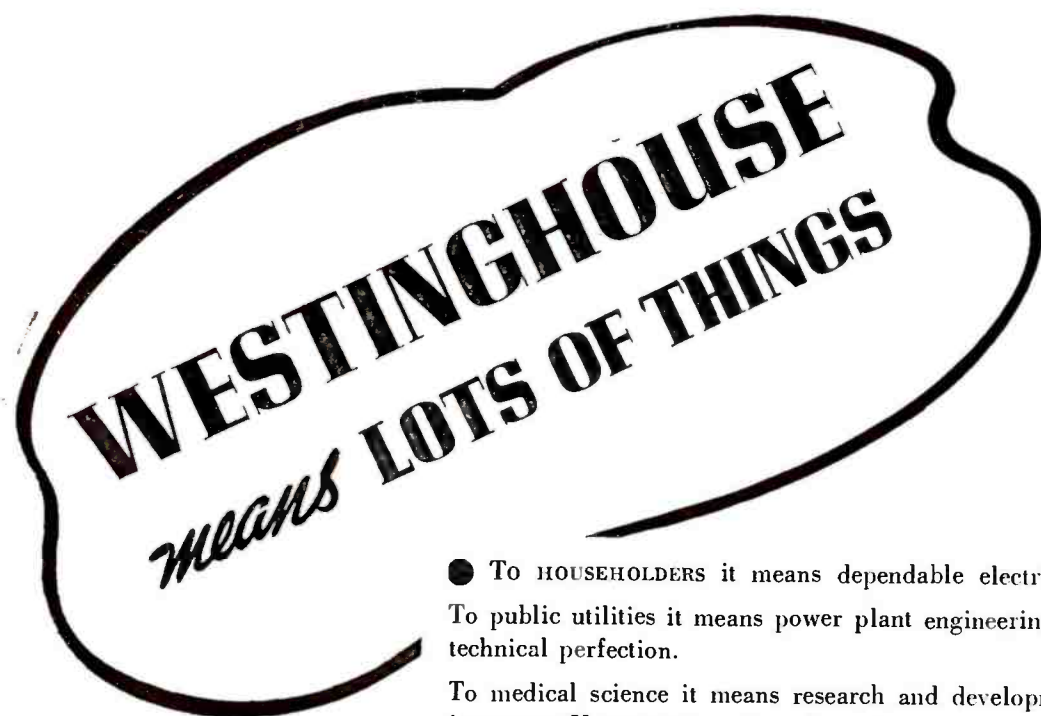 WESTINGHOUSE
means LOTS OF THINGS
● To HOUSEHOLDERS it means dependable
To public utilities it means power plant
technical perfection.
To medical science it means research and